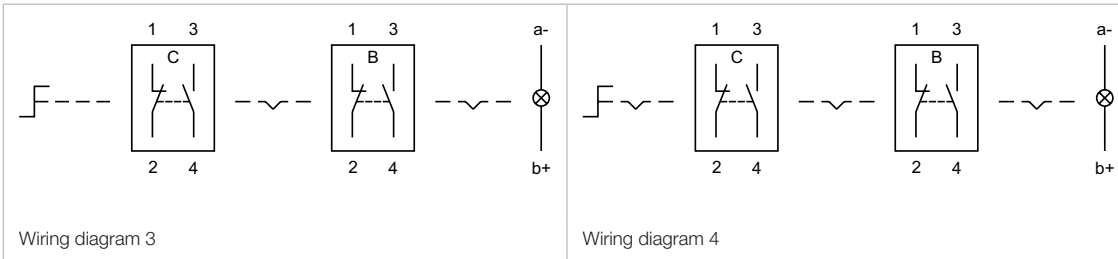 1 3 1 3 a-
C B
2 4 2 4 b+
Wiring diagram 3
1 3 1 3 a-
C B
2 4 2 4 b+
Wiring diagram 4